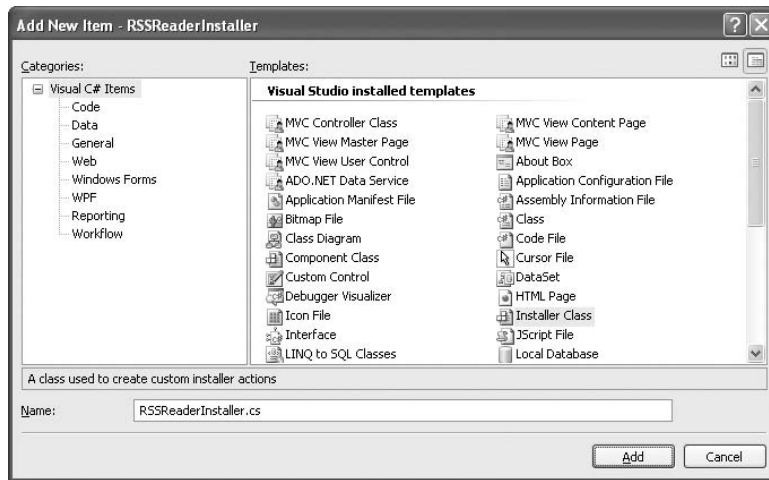 Add New Item - RSSReaderInstaller
Categories:
Templates:
Visual C# Items
Code
Data
General
Web
Windows Forms
WPF
Reporting
Workflow
Visual Studio installed templates
MVC Controller Class
MVC View Content Page
MVC View Master Page
MVC View Page
MVC View User Control
About Box
ADO.NET Data Service
Application Configuration File
Application Manifest File
Assembly Information File
Bitmap File
Class
Class Diagram
Code File
Component Class
Cursor File
Custom Control
DataSet
Debugger Visualizer
HTML Page
Icon File
Installer Class
Interface
JScript File
LINQ to SQL Classes
Local Database
A class used to create custom installer actions
Name:
RSSReaderInstaller.cs
Add
Cancel